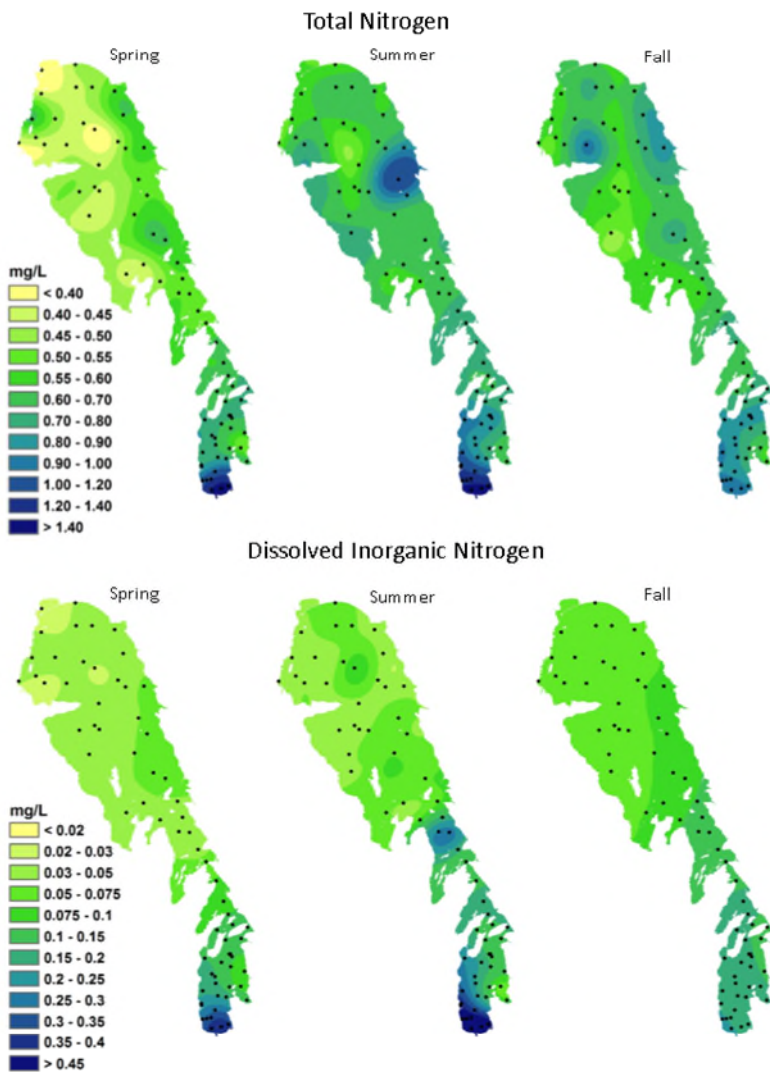 Total Nitrogen
Spring
Summer
Fall
mg/L
< 0.40
0.40 - 0.45
0.45 - 0.50
0.50 - 0.55
0.55 - 0.60
0.60 - 0.70
0.70 - 0.80
0.80 - 0.90
0.90 - 1.00
1.00 - 1.20
1.20 - 1.40
> 1.40
Dissolved Inorganic Nitrogen
Spring
Summer
Fall
mg/L
< 0.02
0.02 - 0.03
0.03 - 0.05
0.05 - 0.075
0.075 - 0.1
0.1 - 0.15
0.15 - 0.2
0.2 - 0.25
0.25 - 0.3
0.3 - 0.35
0.35 - 0.4
> 0.45